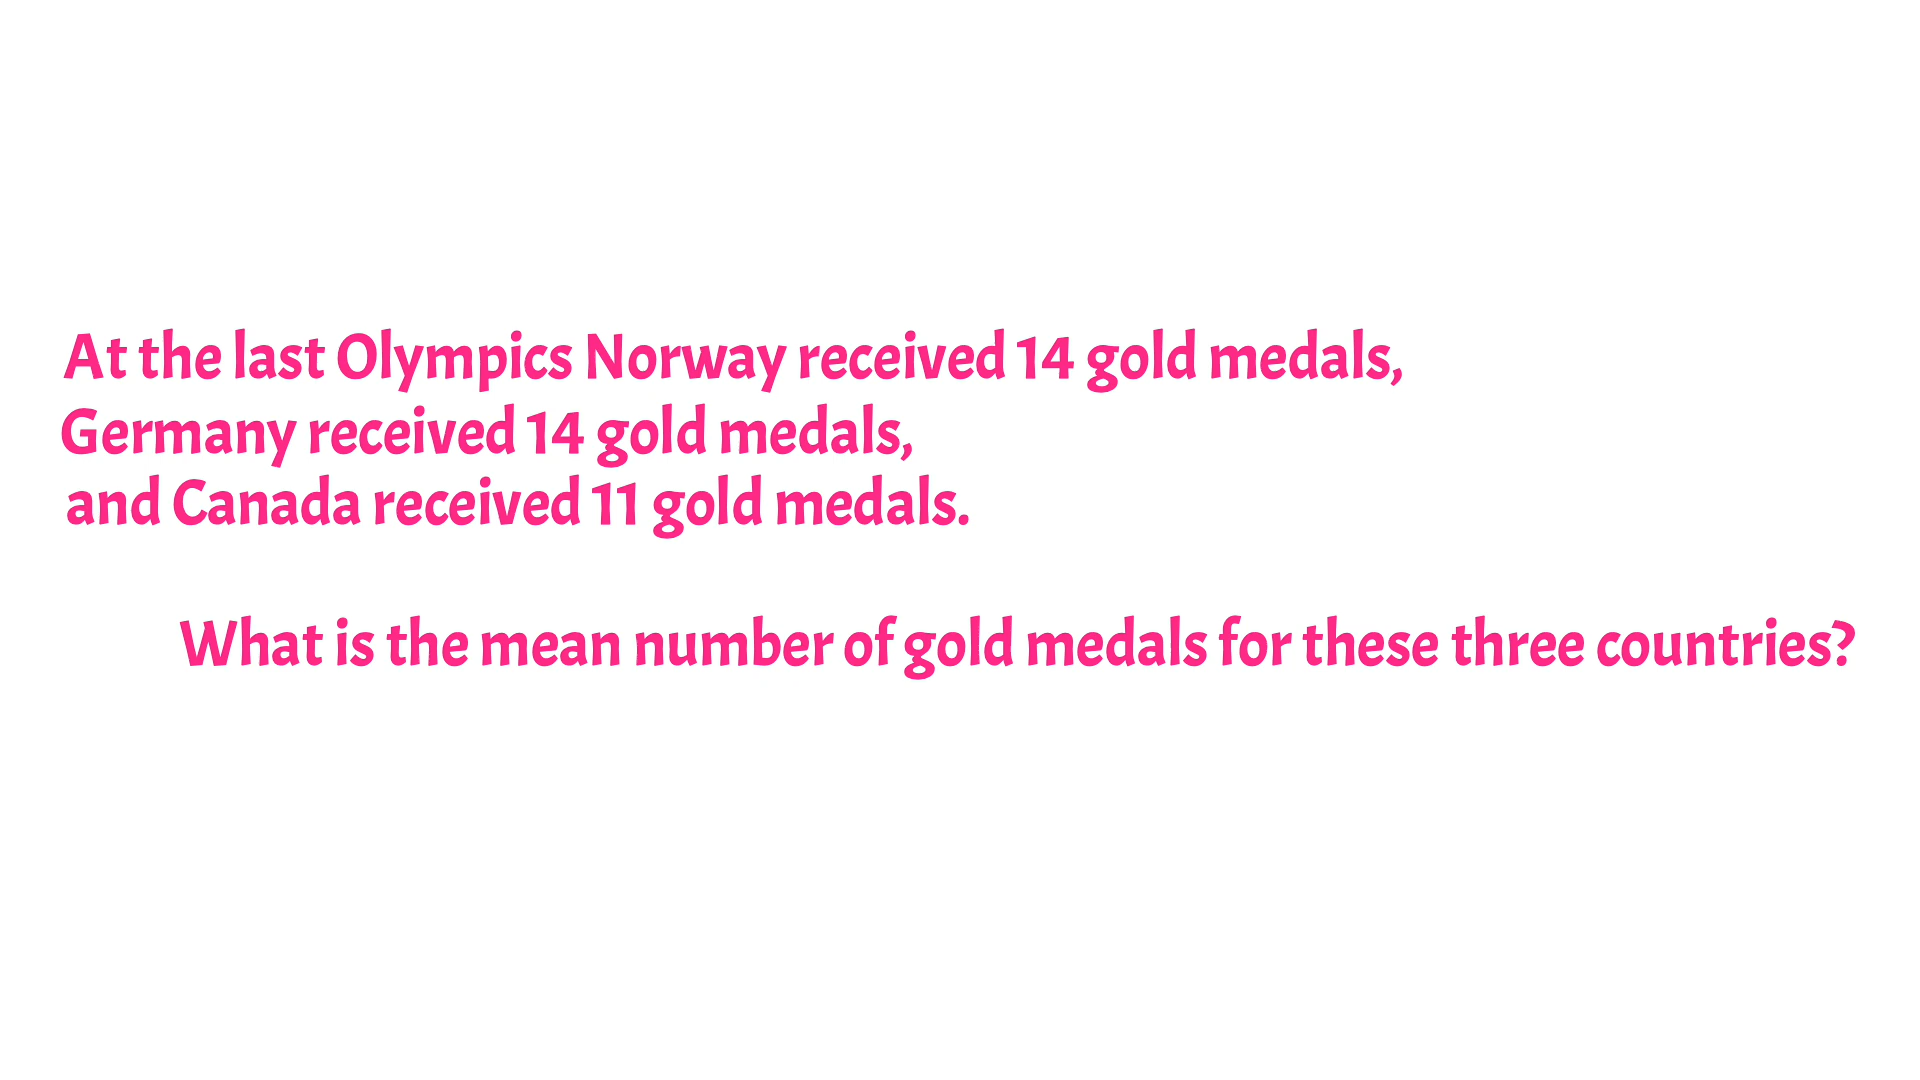 At the last Olympics Norway received 14 gold medals,
Germany received 14 gold medals,
and Canada received 11 gold medals.
What is the mean number of gold medals for these three countries?